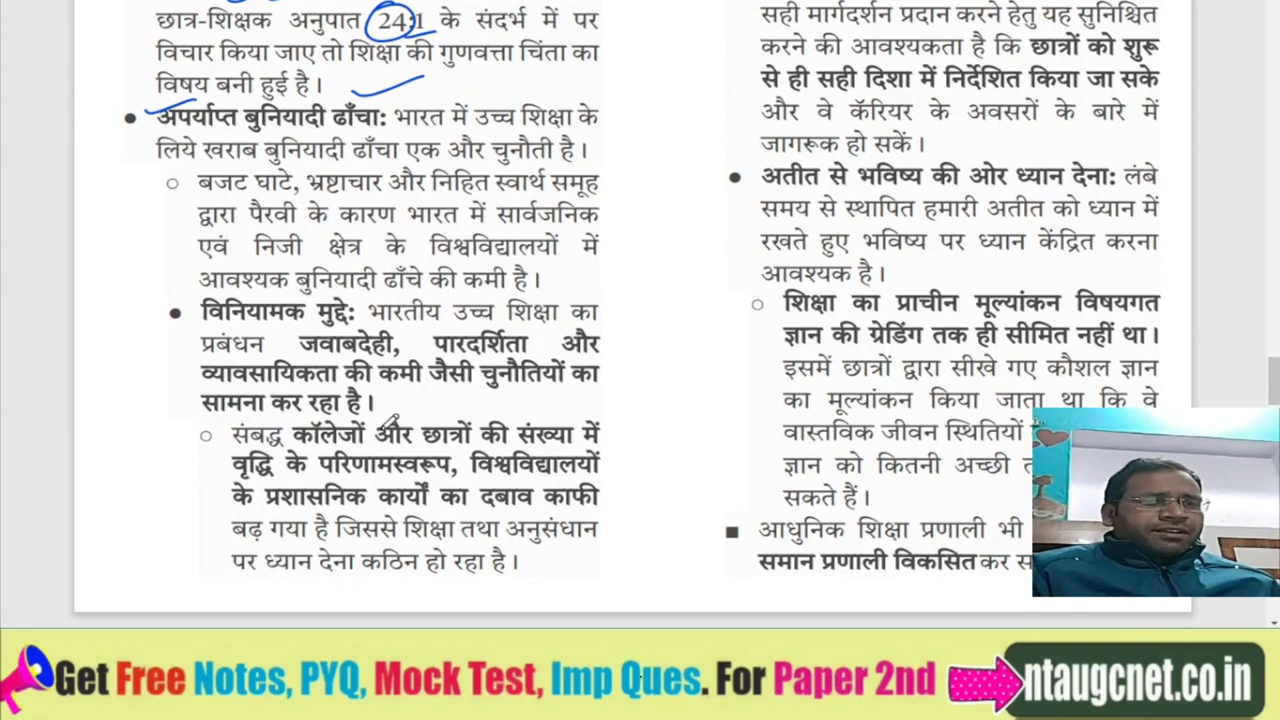 छात्र-शिक्षक अनुपात 24:1 के संदर्भ में पर
विचार किया जाए तो शिक्षा की गुणवत्ता चिंता का
विषय बनी हुई है।
● अपर्याप्त बुनियादी ढाँचा: भारत में उच्च शिक्षा के
लिये खराब बुनियादी ढाँचा एक और चुनौती है।
○ बजट घाटे, भ्रष्टाचार और निहित स्वार्थ समूह
द्वारा पैरवी के कारण भारत में सार्वजनिक
एवं निजी क्षेत्र के विश्वविद्यालयों में
आवश्यक बुनियादी ढाँचे की कमी है।
● विनियामक मुद्दे: भारतीय उच्च शिक्षा का
प्रबंधन जवाबदेही, पारदर्शिता और
व्यावसायिकता की कमी जैसी चुनौतियों का
सामना कर रहा है।
○ संबद्ध कॉलेजों और छात्रों की संख्या में
वृद्धि के परिणामस्वरूप, विश्वविद्यालयों
के प्रशासनिक कार्यों का दबाव काफी
बढ़ गया है जिससे शिक्षा तथा अनुसंधान
पर ध्यान देना कठिन हो रहा है।
सही मार्गदर्शन प्रदान करने हेतु यह सुनिश्चित
करने की आवश्यकता है कि छात्रों को शुरू
से ही सही दिशा में निर्देशित किया जा सके
और वे कॅरियर के अवसरों के बारे में
जागरूक हो सकें।
● अतीत से भविष्य की ओर ध्यान देना: लंबे
समय से स्थापित हमारी अतीत को ध्यान में
रखते हुए भविष्य पर ध्यान केंद्रित करना
आवश्यक है।
○ शिक्षा का प्राचीन मूल्यांकन विषयगत
ज्ञान की ग्रेडिंग तक ही सीमित नहीं था।
इसमें छात्रों द्वारा सीखे गए कौशल ज्ञान
का मूल्यांकन किया जाता था कि वे
वास्तविक जीवन स्थितियों
ज्ञान को कितनी अच्छी
सकते हैं।
■ आधुनिक शिक्षा प्रणाली भी
समान प्रणाली विकसित कर
Get Free Notes, PYQ, Mock Test, Imp Ques. For Paper 2nd
ntaugcnet.co.in